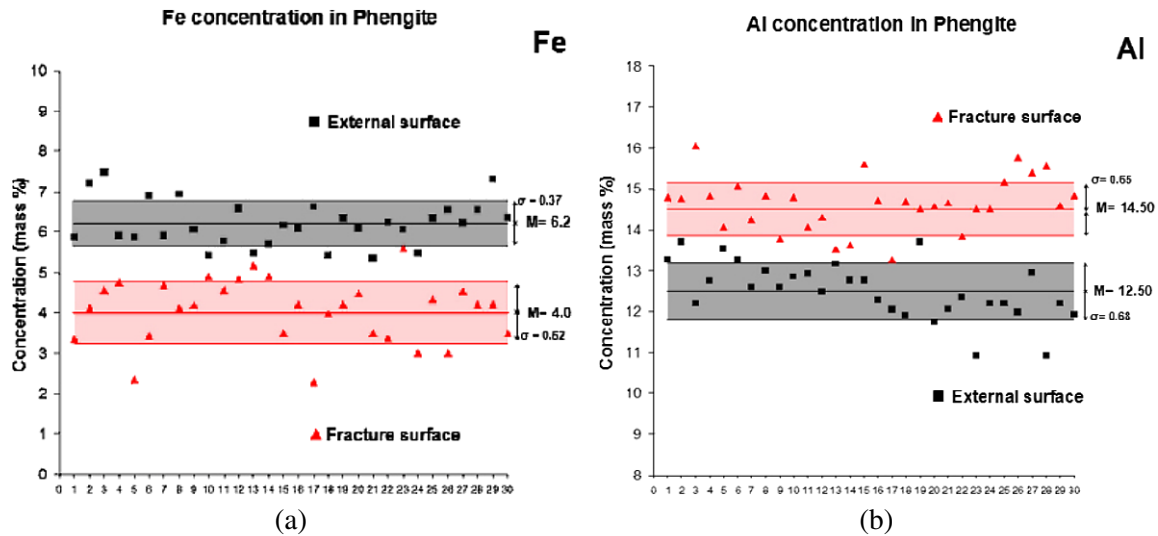 Fe concentration in Phengite
Fe
Concentration (mass %)
10
9
8
7
6
5
4
3
2
1
0
External surface
σ = 0.37
M= 6.2
M= 4.0
σ = 0.52
Fracture surface
0 1 2 3 4 5 6 7 8 9 10 11 12 13 14 15 16 17 18 19 20 21 22 23 24 25 26 27 28 29 30
(a)
Al concentration in Phengite
Al
Concentration (mass %)
18
17
16
15
14
13
12
11
10
9
8
Fracture surface
σ= 0.65
M= 14.50
M= 12.50
σ= 0.68
External surface
0 1 2 3 4 5 6 7 8 9 10 11 12 13 14 15 16 17 18 19 20 21 22 23 24 25 26 27 28 29 30
(b)